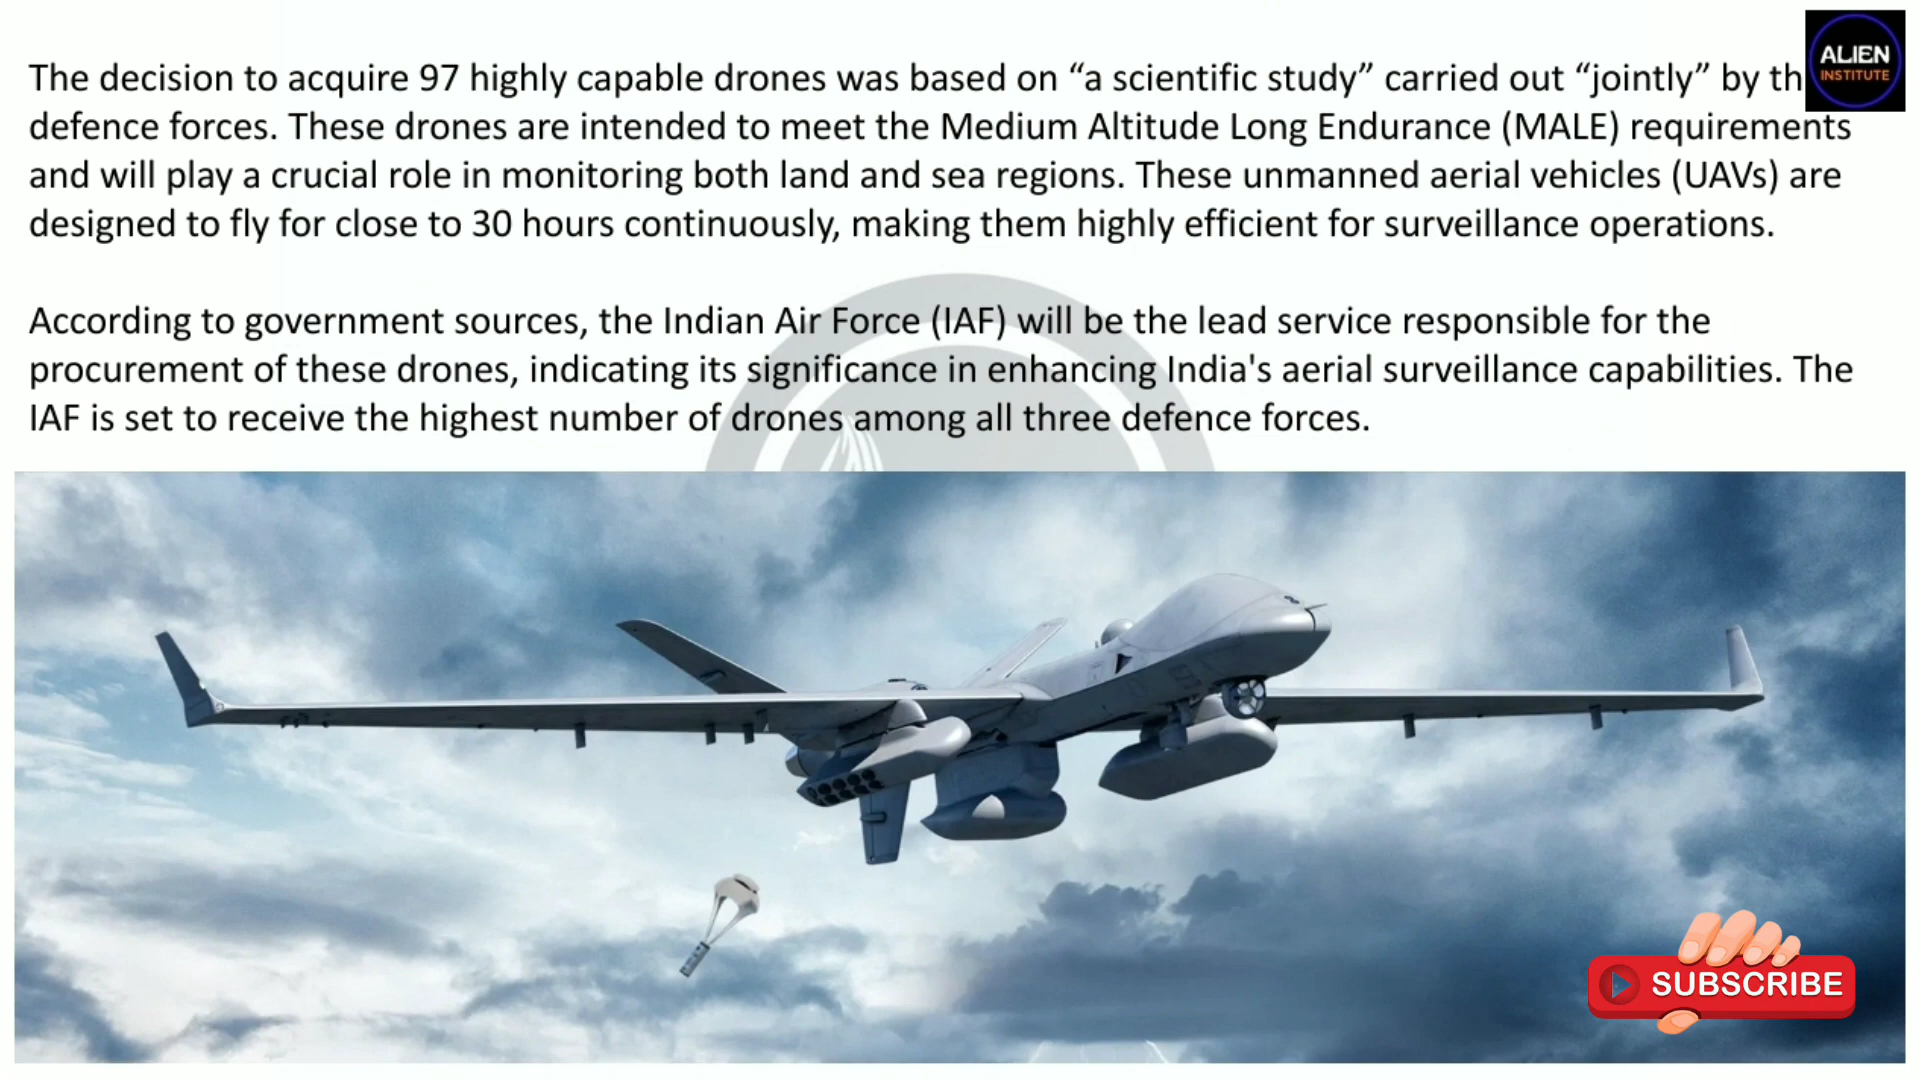 The decision to acquire 97 highly capable drones was based on “a scientific study” carried out “jointly” by th
defence forces. These drones are intended to meet the Medium Altitude Long Endurance (MALE) requirements
and will play a crucial role in monitoring both land and sea regions. These unmanned aerial vehicles (UAVs) are
designed to fly for close to 30 hours continuously, making them highly efficient for surveillance operations.
According to government sources, the Indian Air Force (IAF) will be the lead service responsible for the
procurement of these drones, indicating its significance in enhancing India's aerial surveillance capabilities. The
IAF is set to receive the highest number of drones among all three defence forces.
ALIEN
INSTITUTE
SUBSCRIBE